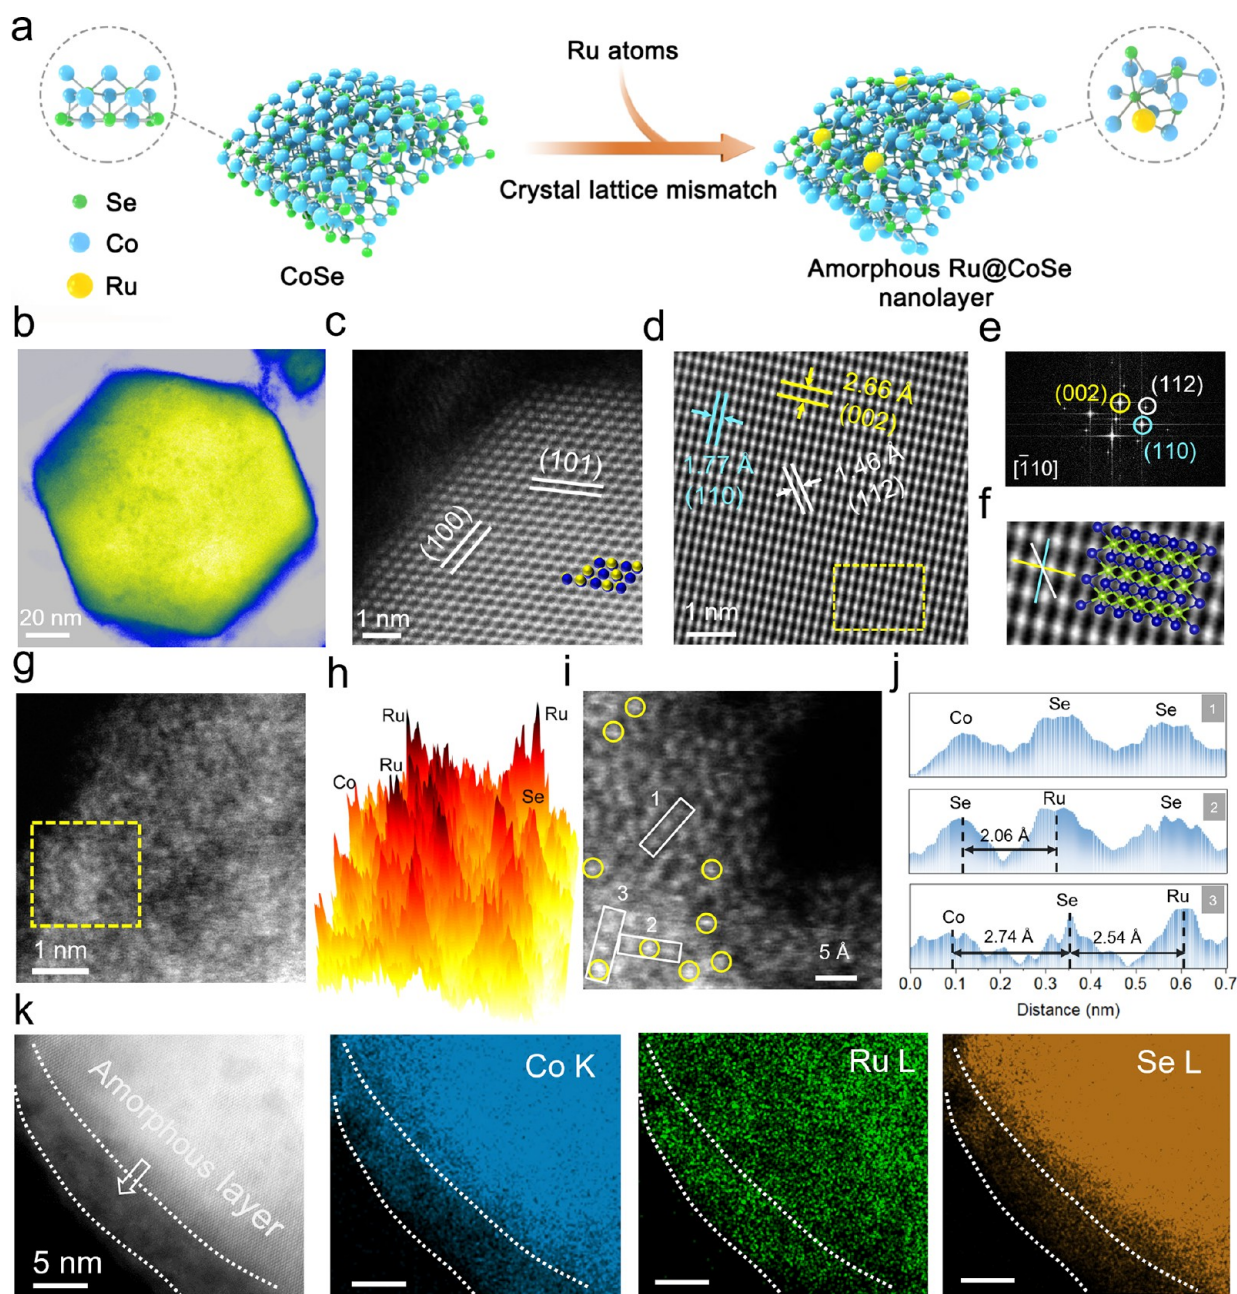 a
Ru atoms
Crystal lattice mismatch
Se
Co
Ru
CoSe
Amorphous Ru@CoSe
nanolayer
b
20 nm
c
(101)
(100)
1 nm
d
2.66 Å
(002)
1.77 Å
(110)
1.46 Å
(112)
1 nm
e
(002)
(112)
(110)
[1̄10]
f
g
1 nm
h
Ru
Ru
Ru
Co
Se
i
1
3
2
5 Å
j
Co
Se
Se
1
Se
Ru
Se
2
2.06 Å
Co
Se
Ru
3
2.74 Å
2.54 Å
0.0 0.1 0.2 0.3 0.4 0.5 0.6 0.7
Distance (nm)
k
Amorphous layer
5 nm
Co K
Ru L
Se L